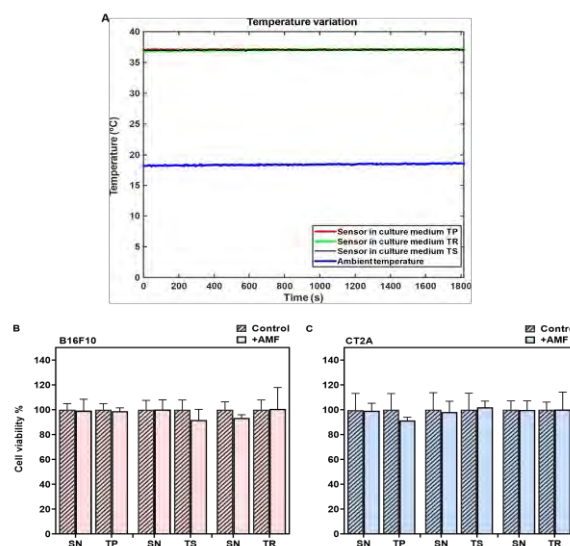 A
Temperature variation
40
35
30
25
20
15
10
5
0
Temperature (ºC)
Sensor in culture medium TP
Sensor in culture medium TR
Sensor in culture medium TS
Ambient temperature
0 200 400 600 800 1000 1200 1400 1600 1800
Time (s)
B
B16F10
Control
+AMF
140
120
100
80
60
40
20
0
Cell viability %
SN TP SN TS SN TR
C
CT2A
Control
+AMF
140
120
100
80
60
40
20
0
SN TP SN TS SN TR